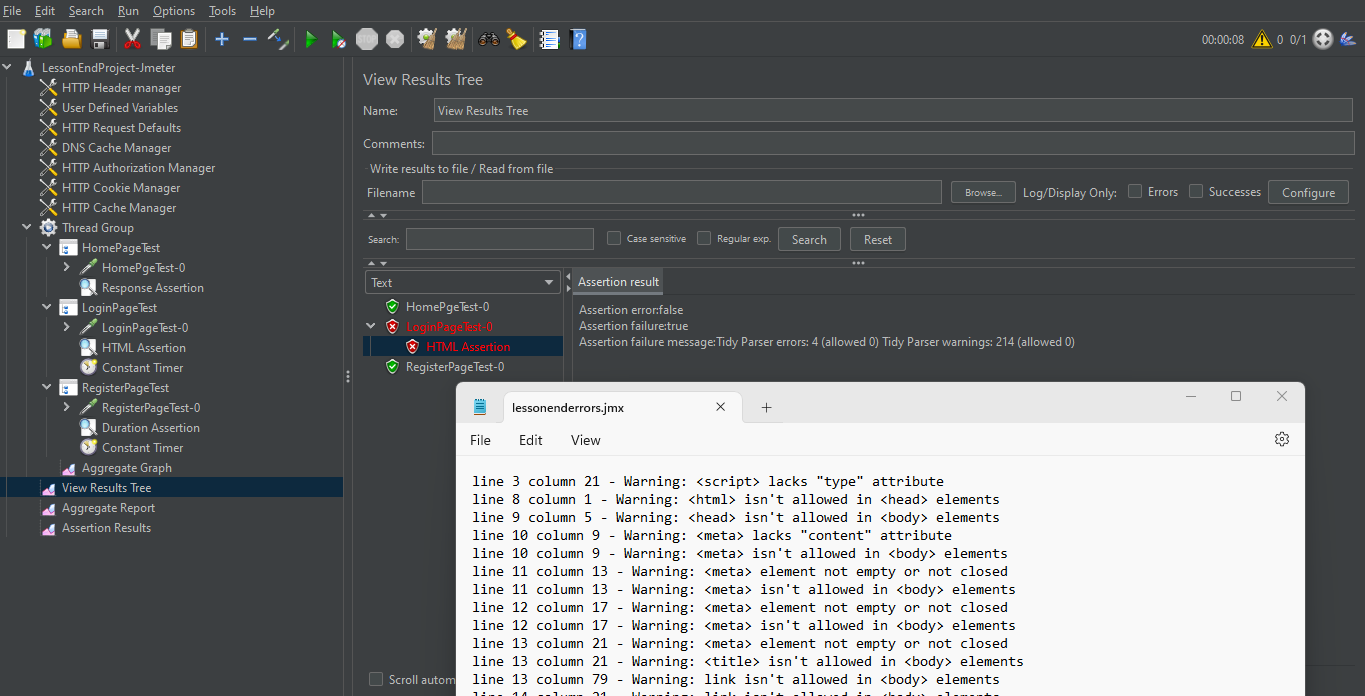 File Edit Search Run Options Tools Help
00:00:08 0 0/1
LessonEndProject-Jmeter
HTTP Header manager
User Defined Variables
HTTP Request Defaults
DNS Cache Manager
HTTP Authorization Manager
HTTP Cookie Manager
HTTP Cache Manager
Thread Group
HomePageTest
HomePgeTest-0
Response Assertion
LoginPageTest
LoginPageTest-0
HTML Assertion
Constant Timer
RegisterPageTest
RegisterPageTest-0
Duration Assertion
Constant Timer
Aggregate Graph
View Results Tree
Aggregate Report
Assertion Results
View Results Tree
Name: View Results Tree
Comments:
Write results to file / Read from file
Filename Browse... Log/Display Only: Errors Successes Configure
Search: Case sensitive Regular exp. Search Reset
Text
HomePgeTest-0
LoginPageTest-0
HTML Assertion
RegisterPageTest-0
Assertion result
Assertion error:false
Assertion failure:true
Assertion failure message:Tidy Parser errors: 4 (allowed 0) Tidy Parser warnings: 214 (allowed 0)
Scroll autom
lessonenderrors.jmx
File Edit View
line 3 column 21 - Warning: <script> lacks "type" attribute
line 8 column 1 - Warning: <html> isn't allowed in <head> elements
line 9 column 5 - Warning: <head> isn't allowed in <body> elements
line 10 column 9 - Warning: <meta> lacks "content" attribute
line 10 column 9 - Warning: <meta> isn't allowed in <body> elements
line 11 column 13 - Warning: <meta> element not empty or not closed
line 11 column 13 - Warning: <meta> isn't allowed in <body> elements
line 12 column 17 - Warning: <meta> element not empty or not closed
line 12 column 17 - Warning: <meta> isn't allowed in <body> elements
line 13 column 21 - Warning: <meta> element not empty or not closed
line 13 column 21 - Warning: <title> isn't allowed in <body> elements
line 13 column 79 - Warning: link isn't allowed in <body> elements
line 14 column 21 - Warning: link isn't allowed in <body> elements